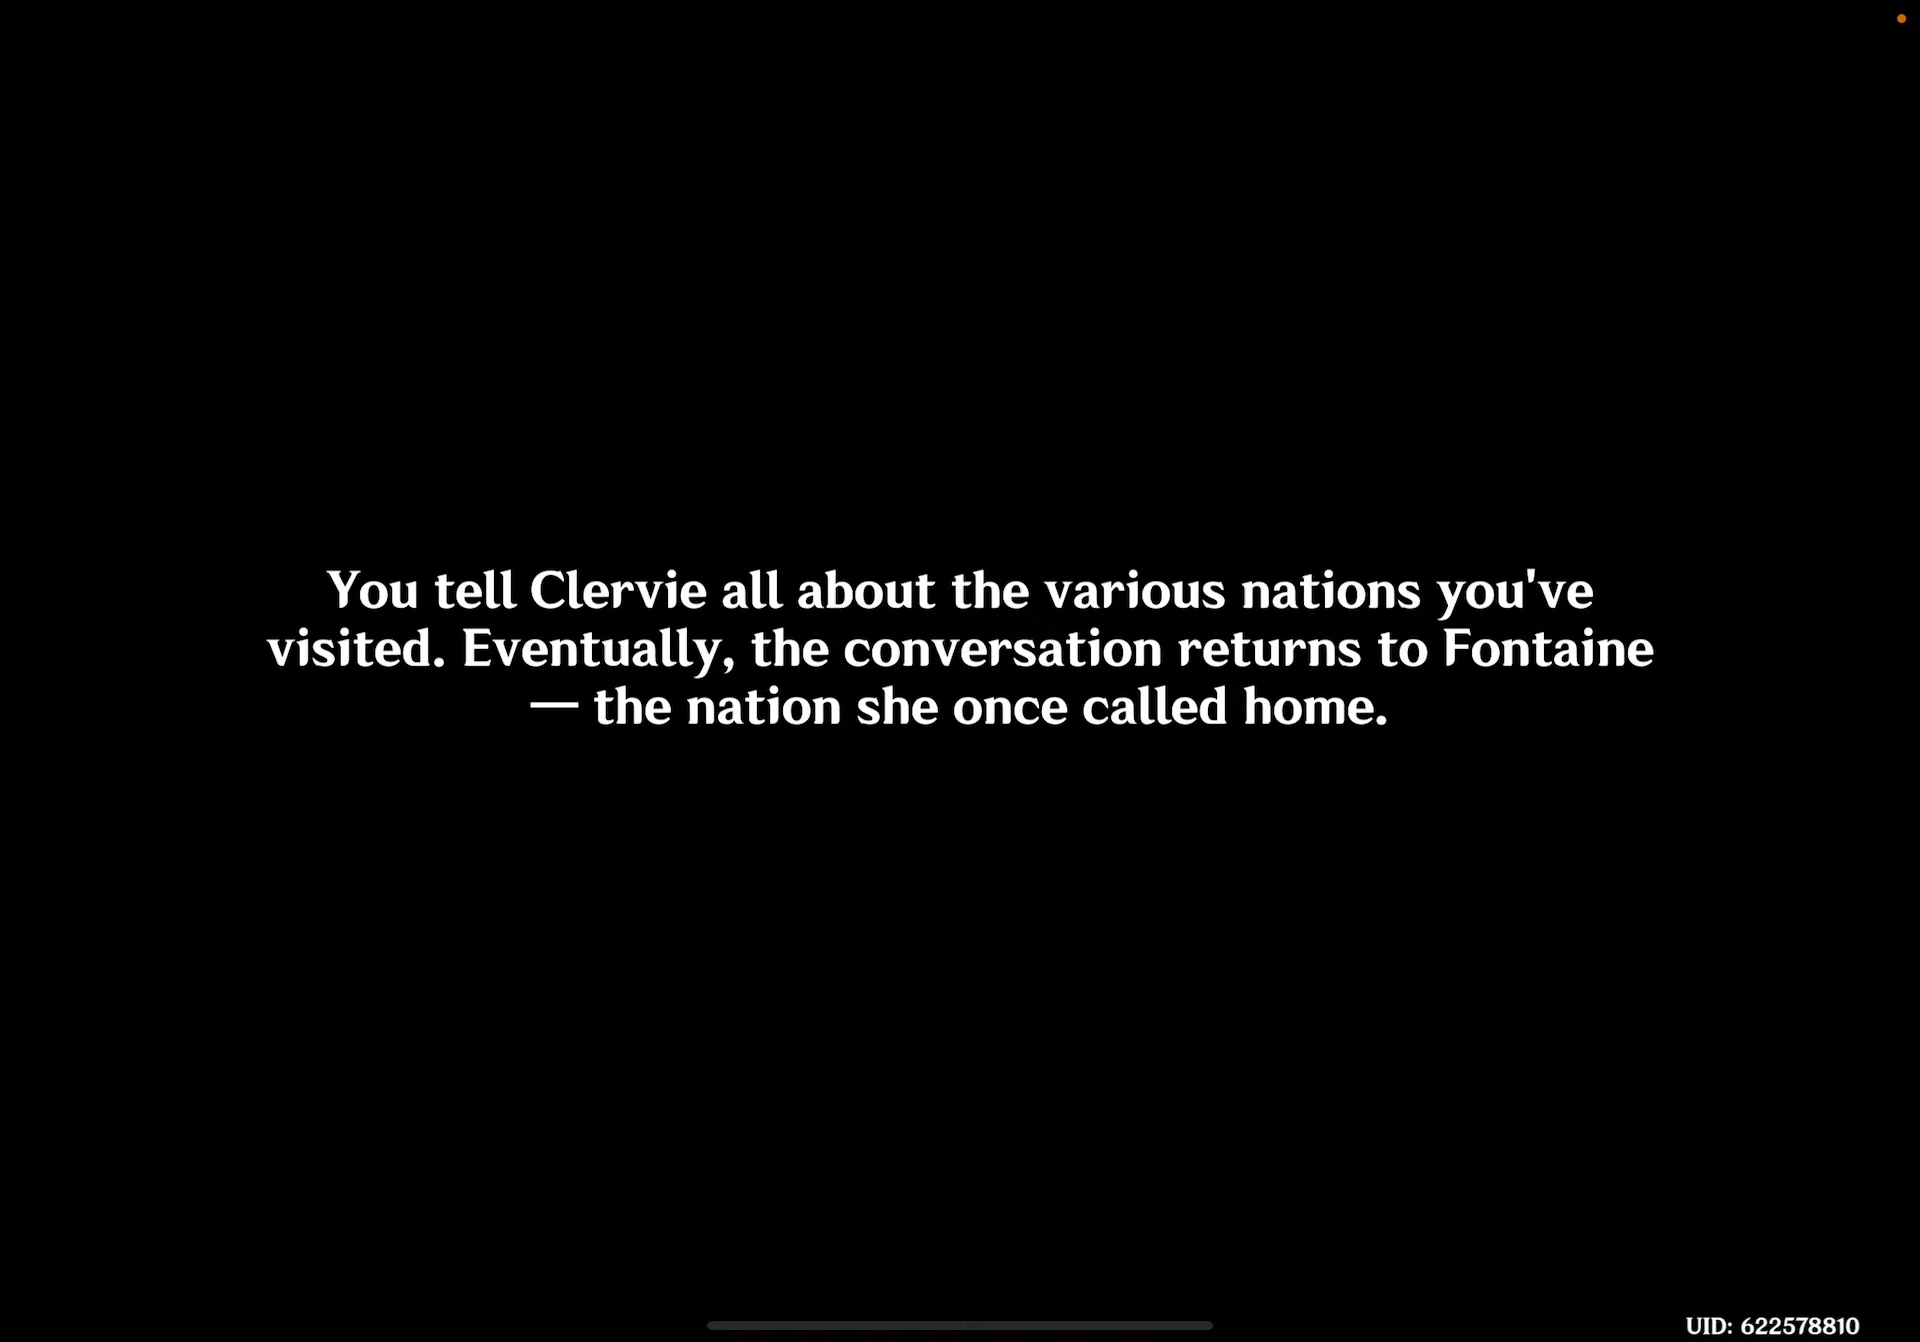 You tell Clervie all about the various nations you've
visited. Eventually, the conversation returns to Fontaine
— the nation she once called home.
UID: 622578810